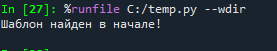 In [27]: %runfile C:/temp.py --wdir
Шаблон найден в начале!